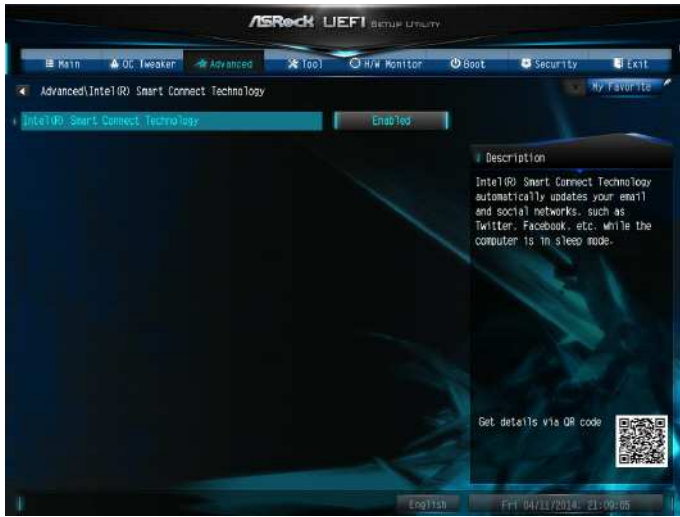 ASRock UEFI SETUP UTILITY
Main OC Tweaker Advanced Tool H/W Monitor Boot Security Exit
Advanced\Intel(R) Smart Connect Technology
My Favorite
Intel(R) Smart Connect Technology Enabled
Description
Intel(R) Smart Connect Technology
automatically updates your email
and social networks, such as
Twitter, Facebook, etc. while the
computer is in sleep mode.
Get details via QR code
English Fri 04/11/2014, 21:09:05